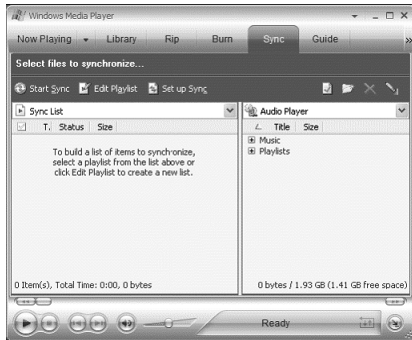 Windows Media Player
Now Playing Library Rip Burn Sync Guide »
Select files to synchronize...
Start Sync Edit Playlist Set up Sync
Sync List Audio Player
T. Status Size Title Size
To build a list of items to synchronize,
select a playlist from the list above or
click Edit Playlist to create a new list.
Music
Playlists
0 Item(s), Total Time: 0:00, 0 bytes 0 bytes / 1.93 GB (1.41 GB free space)
Ready